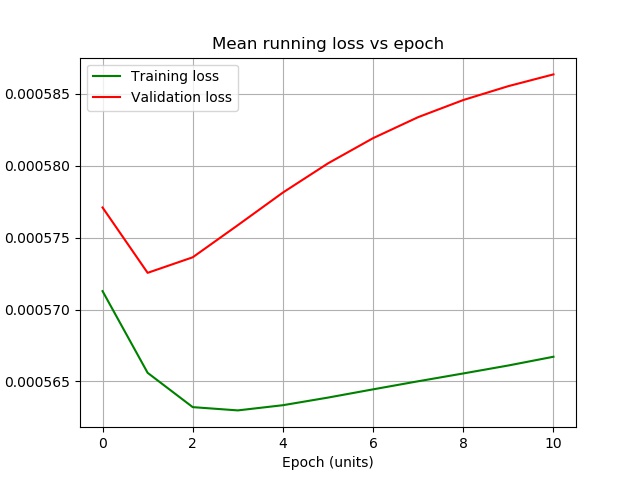 Mean running loss vs epoch
Training loss
Validation loss
0.000585
0.000580
0.000575
0.000570
0.000565
0 2 4 6 8 10
Epoch (units)